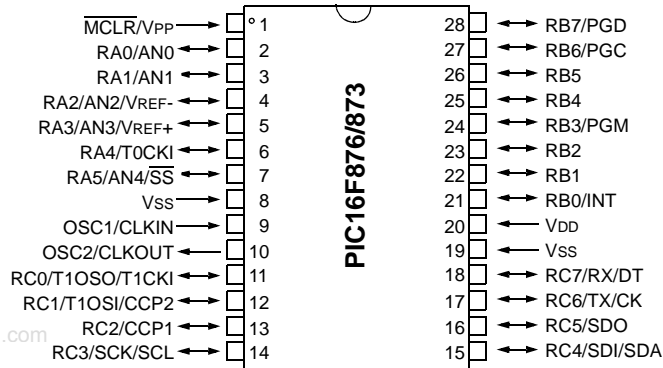 MCLR/VPP 1
RA0/AN0 2
RA1/AN1 3
RA2/AN2/VREF- 4
RA3/AN3/VREF+ 5
RA4/T0CKI 6
RA5/AN4/SS 7
VSS 8
OSC1/CLKIN 9
OSC2/CLKOUT 10
RC0/T1OSO/T1CKI 11
RC1/T1OSI/CCP2 12
RC2/CCP1 13
RC3/SCK/SCL 14
.com
PIC16F876/873
28 RB7/PGD
27 RB6/PGC
26 RB5
25 RB4
24 RB3/PGM
23 RB2
22 RB1
21 RB0/INT
20 VDD
19 VSS
18 RC7/RX/DT
17 RC6/TX/CK
16 RC5/SDO
15 RC4/SDI/SDA